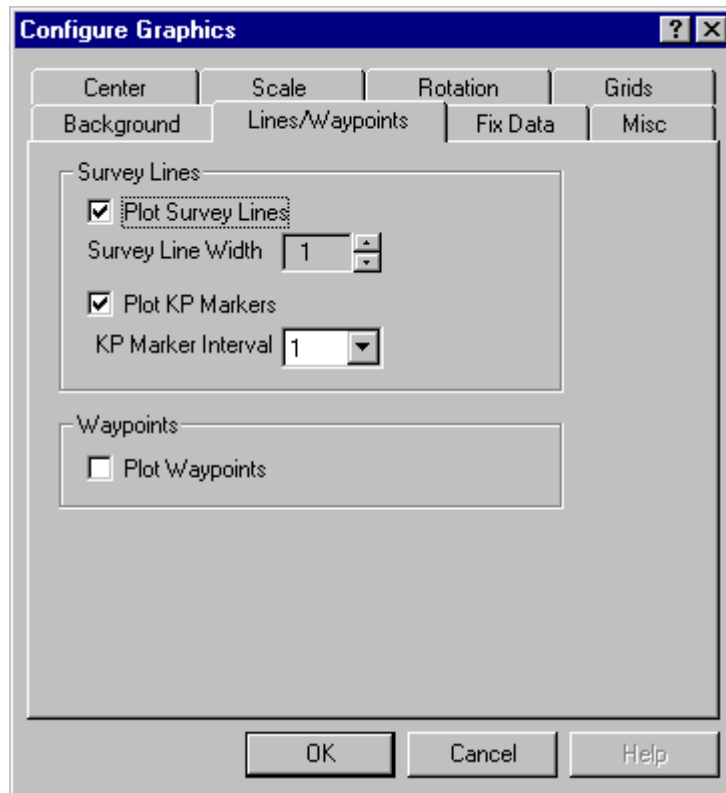 Configure Graphics
Center Scale Rotation Grids
Background Lines/Waypoints Fix Data Misc
Survey Lines
Plot Survey Lines
Survey Line Width 1
Plot KP Markers
KP Marker Interval 1
Waypoints
Plot Waypoints
OK Cancel Help